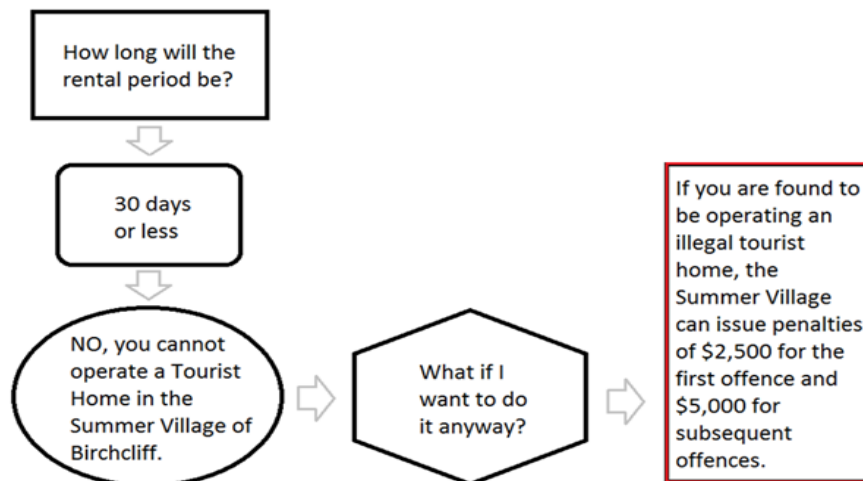 How long will the
rental period be?
30 days
or less
NO, you cannot
operate a Tourist
Home in the
Summer Village of
Birchcliff.
What if I
want to do
it anyway?
If you are found to
be operating an
illegal tourist
home, the
Summer Village
can issue penalties
of $2,500 for the
first offence and
$5,000 for
subsequent
offences.